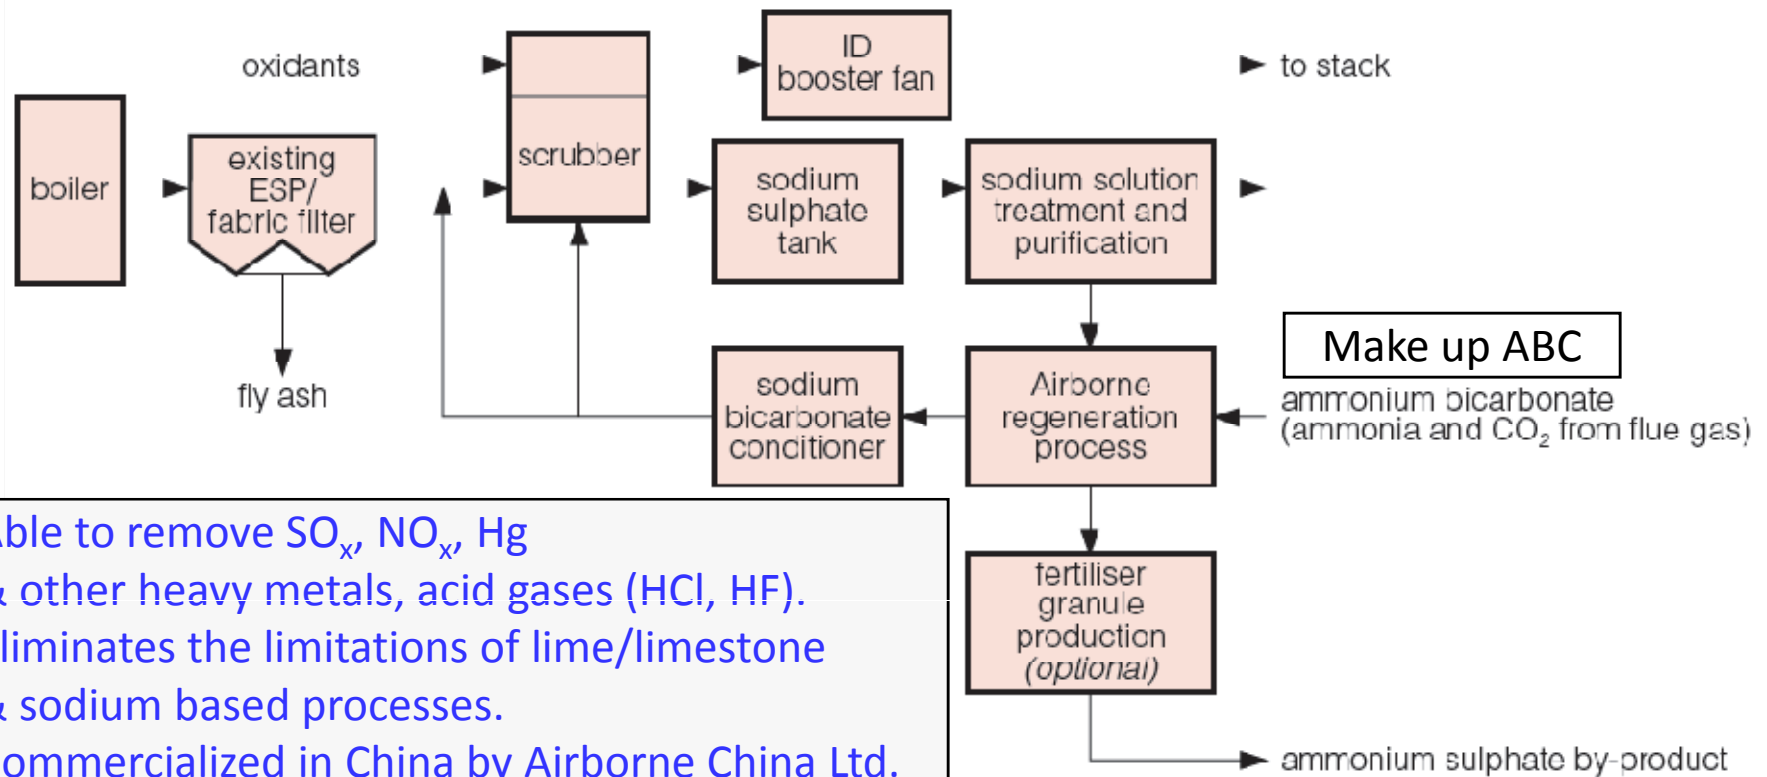 oxidants
boiler
existing
ESP/
fabric filter
fly ash
scrubber
ID
booster fan
to stack
sodium
sulphate
tank
sodium solution
treatment and
purification
Make up ABC
ammonium bicarbonate
(ammonia and CO₂ from flue gas)
Airborne
regeneration
process
sodium
bicarbonate
conditioner
fertiliser
granule
production
(optional)
ammonium sulphate by-product
Able to remove SOₓ, NOₓ, Hg
& other heavy metals, acid gases (HCl, HF).
liminates the limitations of lime/limestone
& sodium based processes.
ommercialized in China by Airborne China Ltd.